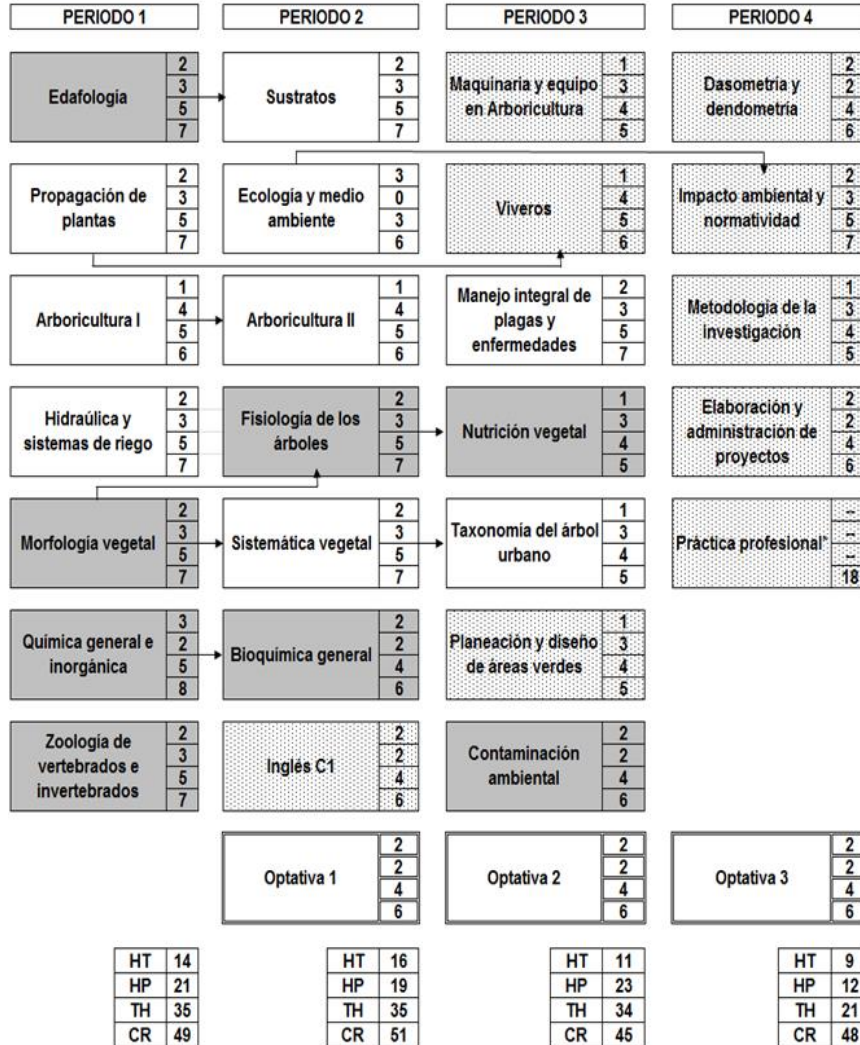 PERIODO 1
PERIODO 2
PERIODO 3
PERIODO 4
Edafología
2
3
5
7
Sustratos
2
3
5
7
Maquinaria y equipo
en Arboricultura
1
3
4
5
Dasometría y
dendometría
2
2
4
6
Propagación de
plantas
2
3
5
7
Ecología y medio
ambiente
3
0
3
6
Viveros
1
4
5
6
Impacto ambiental y
normatividad
2
3
5
7
Arboricultura I
1
4
5
6
Arboricultura II
1
4
5
6
Manejo integral de
plagas y
enfermedades
2
3
5
7
Metodología de la
investigación
1
3
4
5
Hidraúlica y
sistemas de riego
2
3
5
7
Fisiología de los
árboles
2
3
5
7
Nutrición vegetal
1
3
4
5
Elaboración y
administración de
proyectos
2
2
4
6
Morfología vegetal
2
3
5
7
Sistemática vegetal
2
3
5
7
Taxonomía del árbol
urbano
1
3
4
5
Práctica profesional*
--
--
--
18
Química general e
inorgánica
3
2
5
8
Bioquímica general
2
2
4
6
Planeación y diseño
de áreas verdes
1
3
4
5
Zoología de
vertebrados e
invertebrados
2
3
5
7
Inglés C1
2
2
4
6
Contaminación
ambiental
2
2
4
6
Optativa 1
2
2
4
6
Optativa 2
2
2
4
6
Optativa 3
2
2
4
6
HT 14
HP 21
TH 35
CR 49
HT 16
HP 19
TH 35
CR 51
HT 11
HP 23
TH 34
CR 45
HT 9
HP 12
TH 21
CR 48